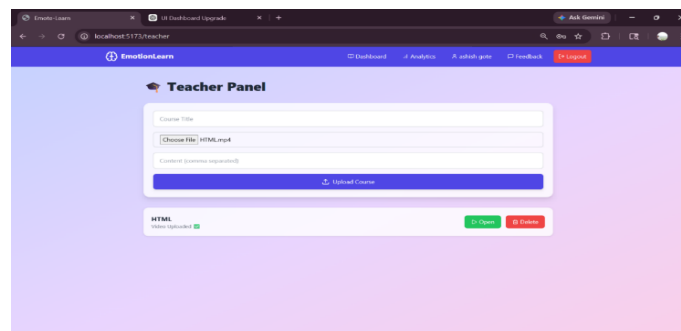 Emote-Learn
UI Dashboard Upgrade
Ask Gemini
localhost:5173/teacher
EmotionLearn
Dashboard
Analytics
ashish gote
Feedback
Logout
Teacher Panel
Course Title
Choose File HTML.mp4
Content (comma separated)
Upload Course
HTML
Video Uploaded
Open
Delete